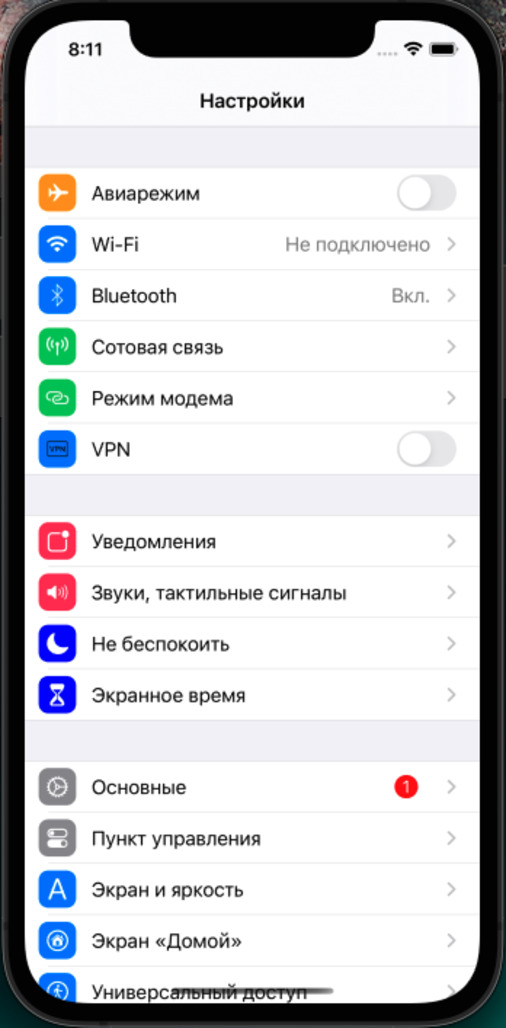 8:11
Настройки
Авиарежим
Wi-Fi Не подключено
Bluetooth Вкл.
Сотовая связь
Режим модема
VPN VPN
Уведомления
Звуки, тактильные сигналы
Не беспокоить
Экранное время
Основные 1
Пункт управления
A Экран и яркость
Экран «Домой»
Универсальный доступ